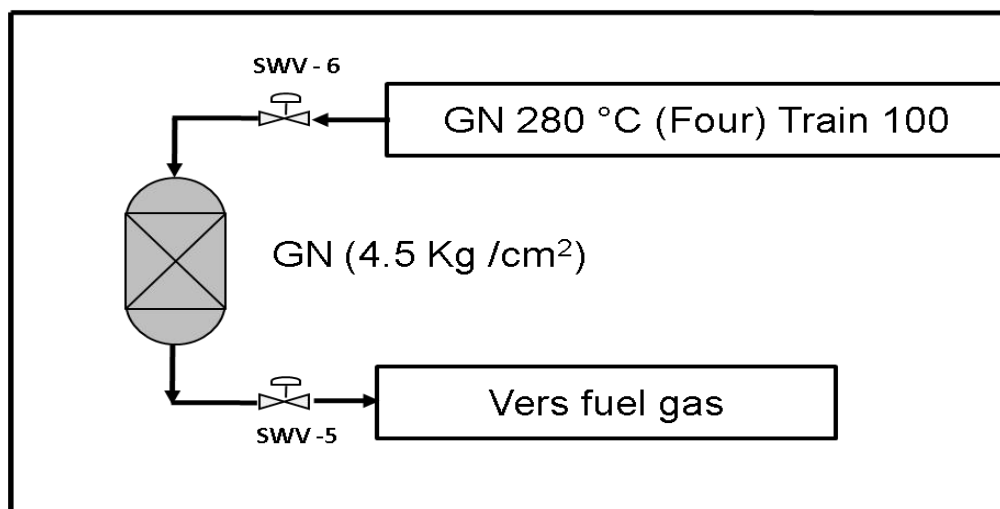 SWV - 6
GN 280 °C (Four) Train 100
GN (4.5 Kg /cm²)
Vers fuel gas
SWV -5